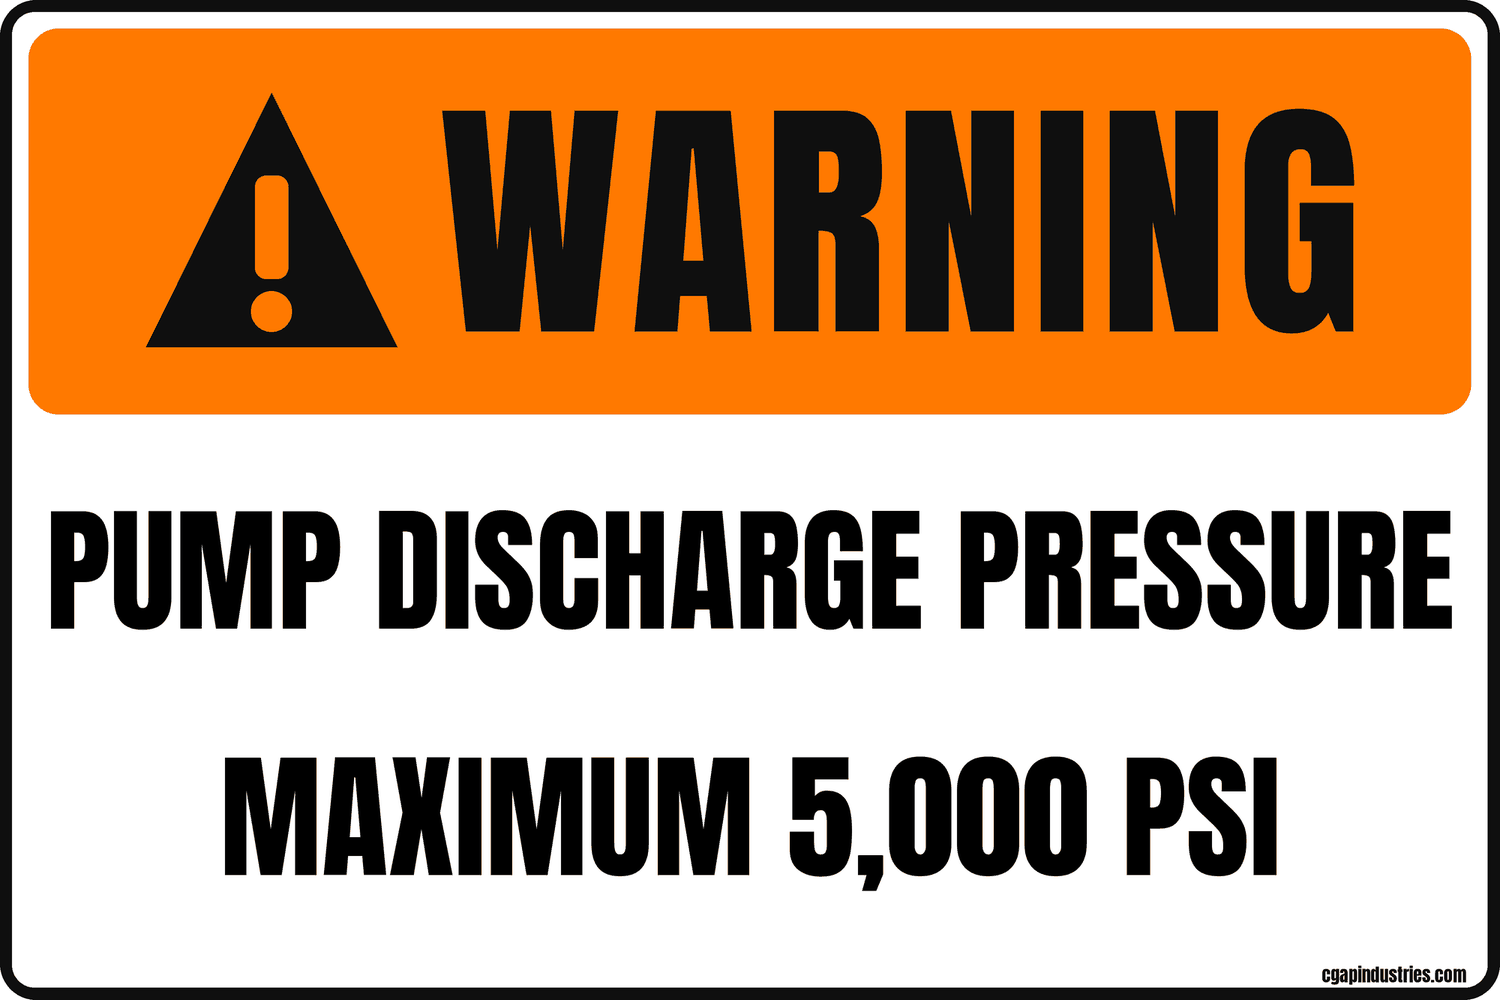 WARNING
PUMP DISCHARGE PRESSURE
MAXIMUM 5,000 PSI
cgapindustries.com